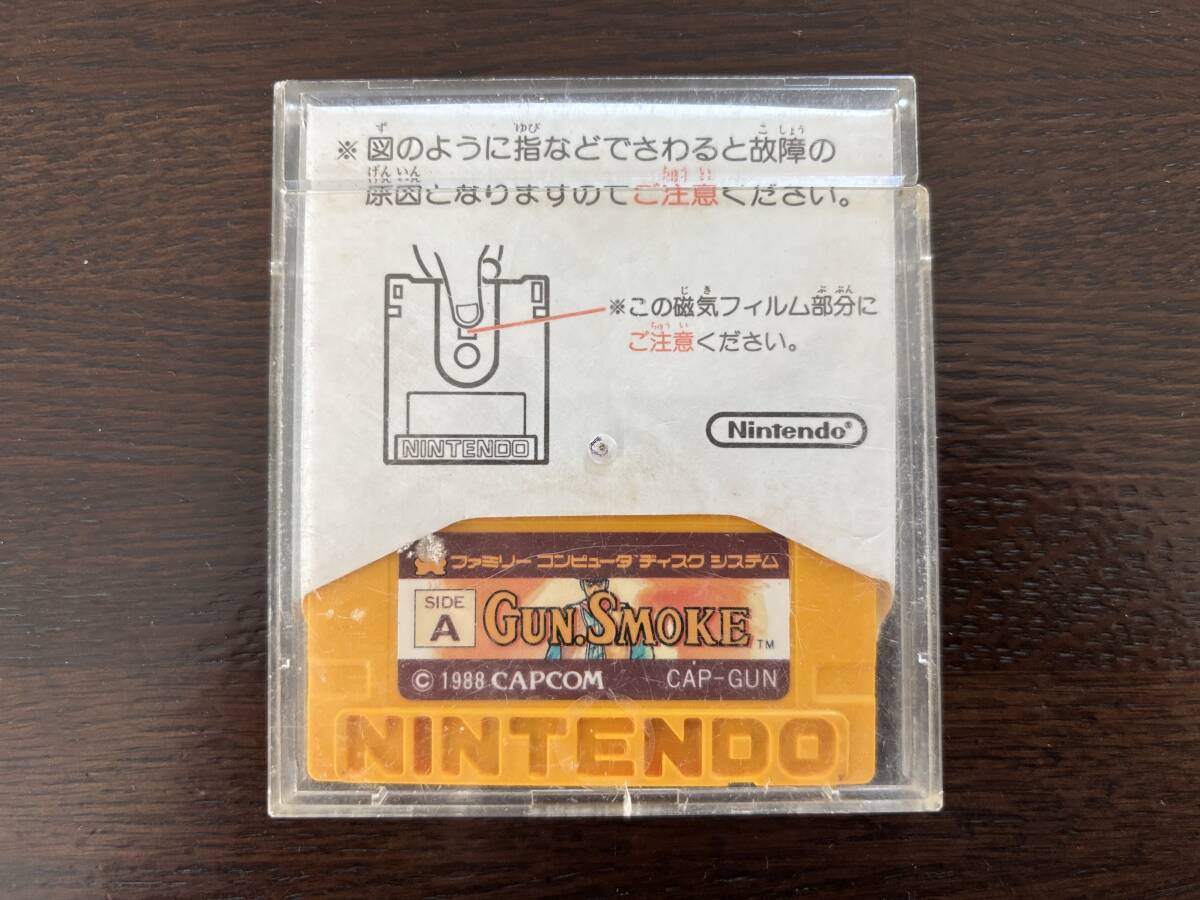 ※図のように指などでさわると故障の
原因となりますのでご注意ください。
※この磁気フィルム部分に
ご注意ください。
NINTENDO
Nintendo®
ファミリー コンピュータ ディスク システム
SIDE
A
GUN.SMOKE™
© 1988 CAPCOM CAP-GUN
NINTENDO